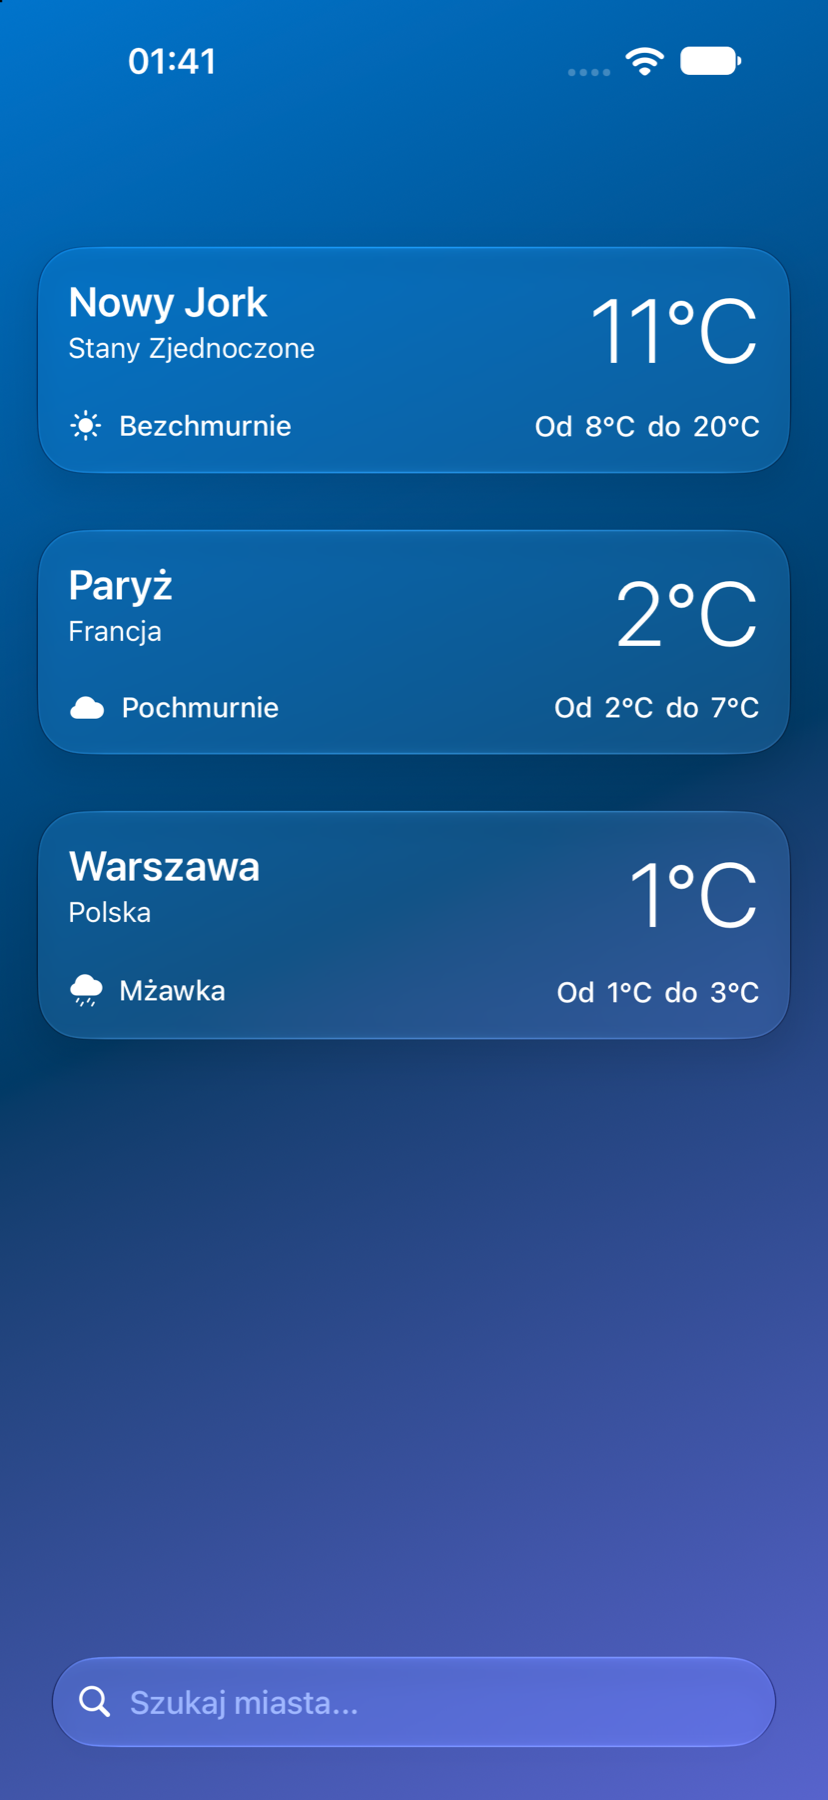 01:41
Nowy Jork
Stany Zjednoczone
11°C
Bezchmurnie
Od 8°C do 20°C
Paryż
Francja
2°C
Pochmurnie
Od 2°C do 7°C
Warszawa
Polska
1°C
Mżawka
Od 1°C do 3°C
Szukaj miasta...